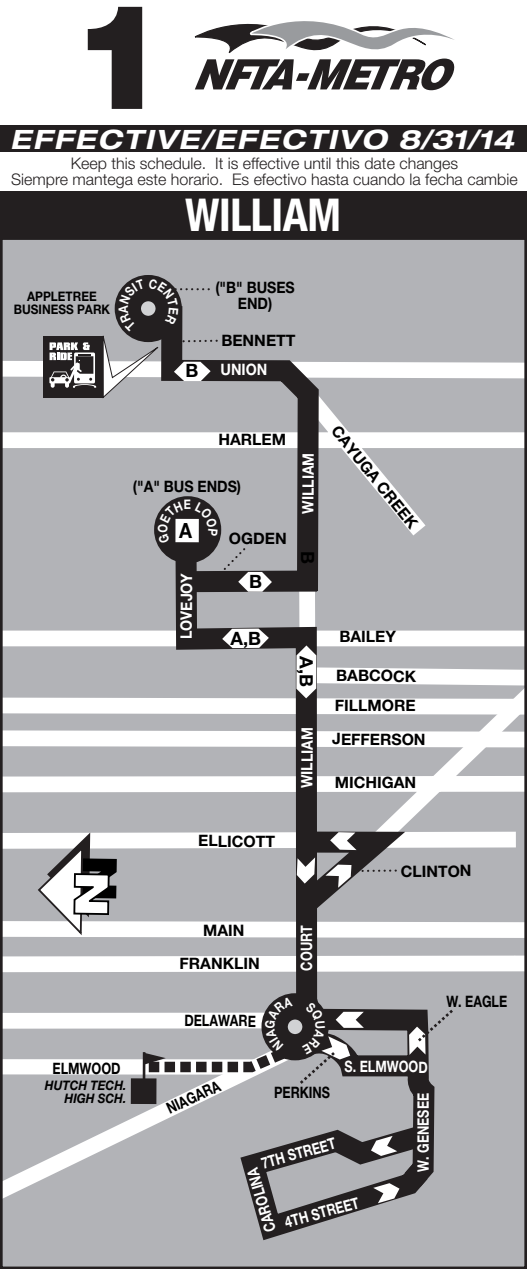 1
NFTA-METRO
EFFECTIVE/EFECTIVO 8/31/14
Keep this schedule. It is effective until this date changes
Siempre mantega este horario. Es efectivo hasta cuando la fecha cambie
WILLIAM
TRANSIT CENTER
("B" BUSES
END)
APPLETREE
BUSINESS PARK
BENNETT
PARK &
RIDE
B
UNION
HARLEM
CAYUGA CREEK
WILLIAM
("A" BUS ENDS)
GOETHE LOOP
A
OGDEN
B
B
LOVEJOY
A,B
BAILEY
A,B
BABCOCK
FILLMORE
WILLIAM
JEFFERSON
MICHIGAN
ELLICOTT
CLINTON
N
MAIN
COURT
FRANKLIN
W. EAGLE
DELAWARE
NIAGARA SQUARE
ELMWOOD
S. ELMWOOD
HUTCH TECH.
HIGH SCH.
PERKINS
NIAGARA
W. GENESEE
7TH STREET
CAROLINA
4TH STREET